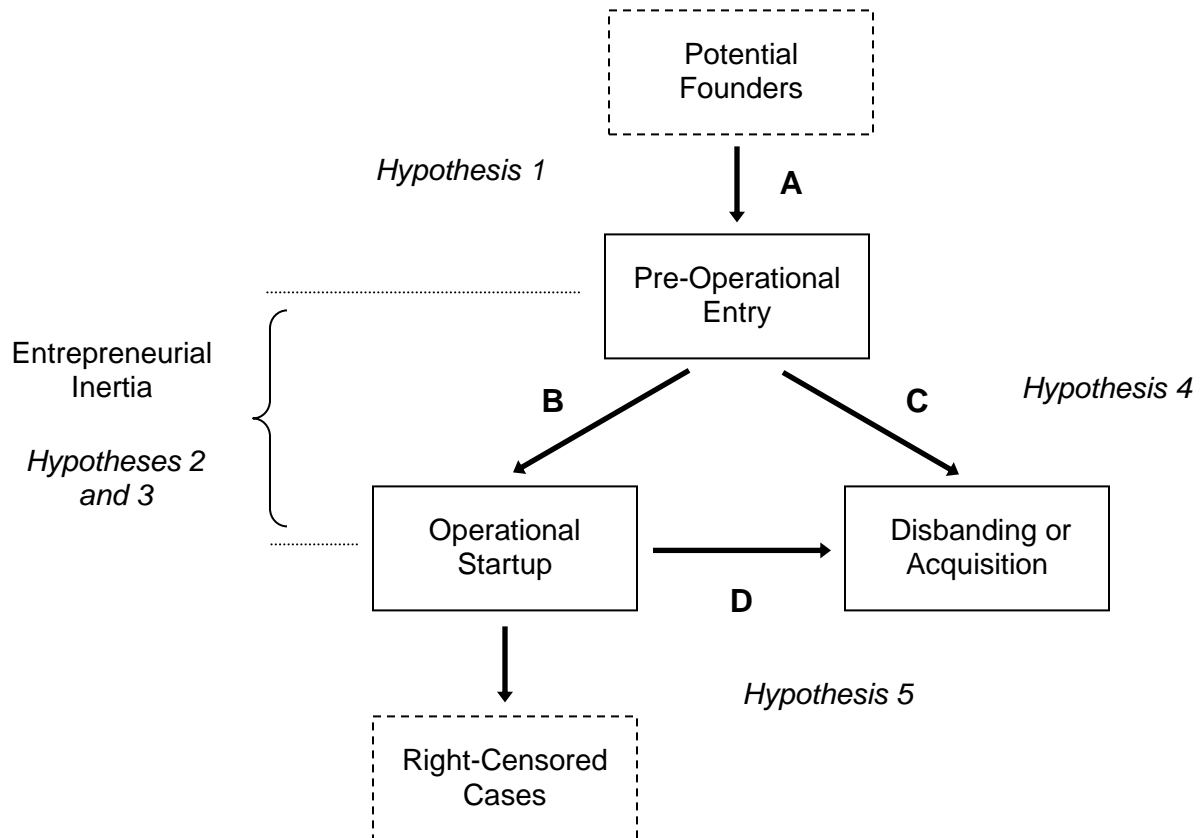 Potential
Founders
Hypothesis 1
A
Pre-Operational
Entry
Entrepreneurial
Inertia
Hypotheses 2
and 3
B
C
Hypothesis 4
Operational
Startup
D
Disbanding or
Acquisition
Hypothesis 5
Right-Censored
Cases